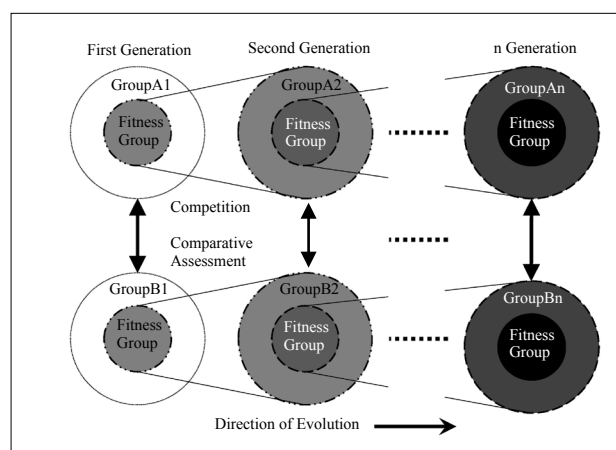 First Generation
Second Generation
n Generation
GroupA1
GroupA2
GroupAn
Fitness
Group
Fitness
Group
Fitness
Group
Competition
Comparative
Assessment
GroupB1
GroupB2
GroupBn
Fitness
Group
Fitness
Group
Fitness
Group
Direction of Evolution